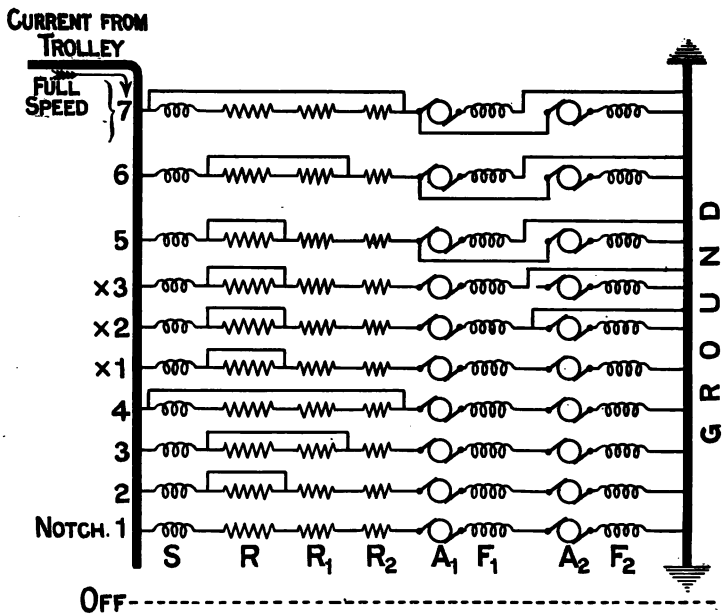 CURRENT FROM
TROLLEY
FULL
SPEED
7
6
5
×3
×2
×1
4
3
2
NOTCH. 1
S R R1 R2 A1 F1 A2 F2
GROUND
OFF